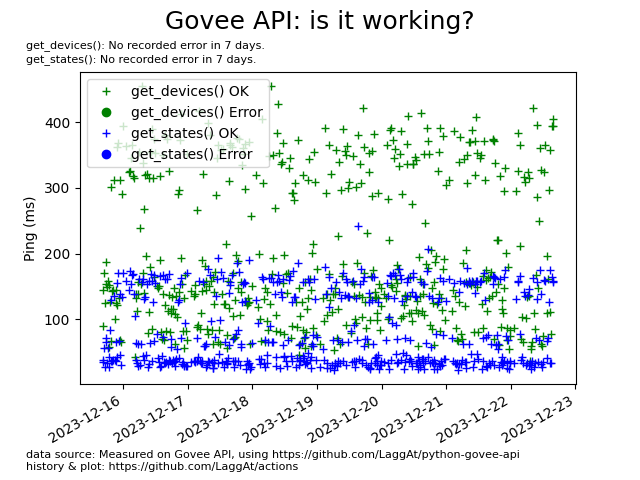 Govee API: is it working?
get_devices(): No recorded error in 7 days.
get_states(): No recorded error in 7 days.
get_devices() OK
get_devices() Error
get_states() OK
get_states() Error
Ping (ms)
400
300
200
100
2023-12-16
2023-12-17
2023-12-18
2023-12-19
2023-12-20
2023-12-21
2023-12-22
2023-12-23
data source: Measured on Govee API, using https://github.com/LaggAt/python-govee-api
history & plot: https://github.com/LaggAt/actions